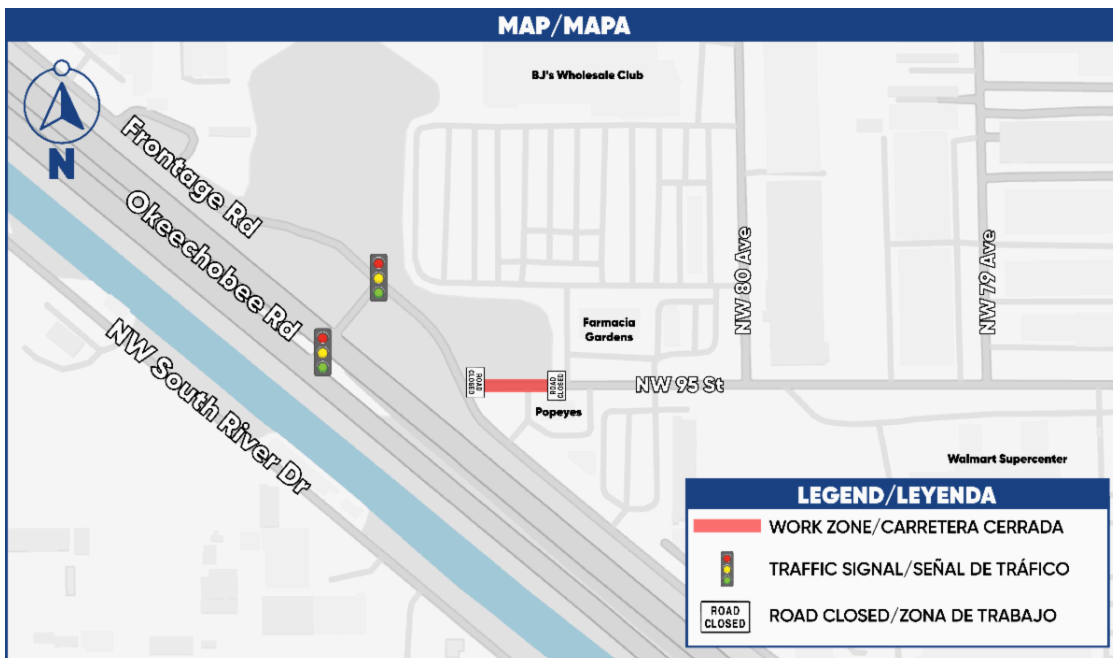 MAP/MAPA
BJ's Wholesale Club
N
Frontage Rd
Okeechobee Rd
NW South River Dr
NW 80 Ave
NW 79 Ave
Farmacia
Gardens
ROAD
CLOSED
ROAD
CLOSED
NW 95 St
Popeyes
Walmart Supercenter
LEGEND/LEYENDA
WORK ZONE/CARRETERA CERRADA
TRAFFIC SIGNAL/SEÑAL DE TRÁFICO
ROAD
CLOSED
ROAD CLOSED/ZONA DE TRABAJO